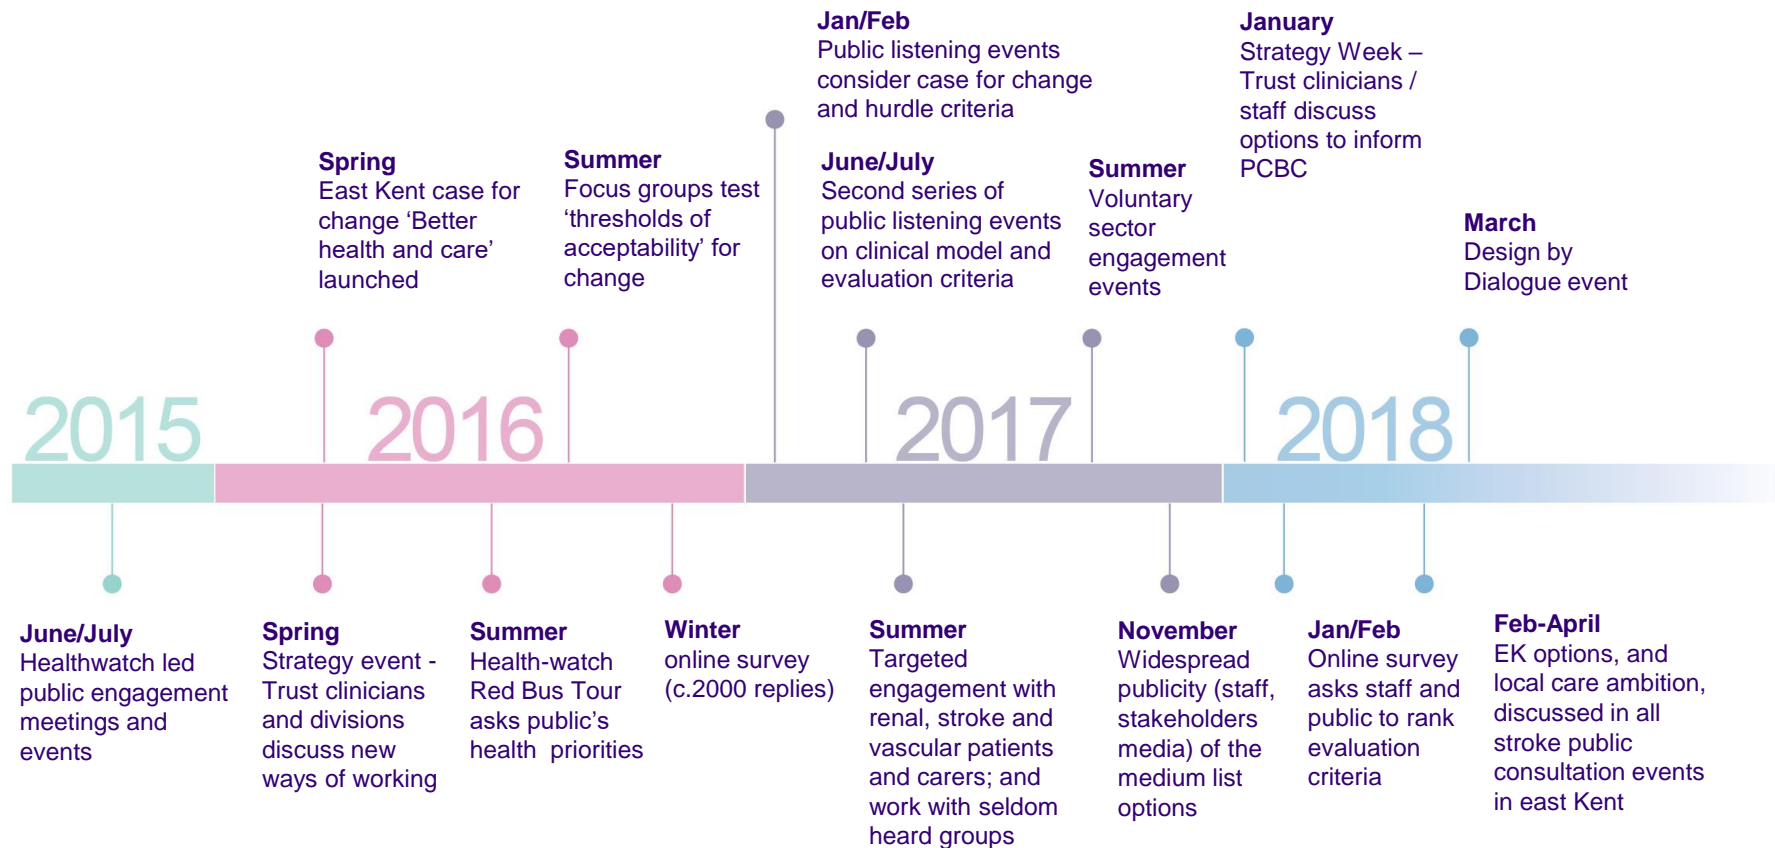 Jan/Feb
Public listening events
consider case for change
and hurdle criteria
January
Strategy Week –
Trust clinicians /
staff discuss
options to inform
PCBC
Spring
East Kent case for
change ‘Better
health and care’
launched
Summer
Focus groups test
‘thresholds of
acceptability’ for
change
June/July
Second series of
public listening events
on clinical model and
evaluation criteria
Summer
Voluntary
sector
engagement
events
March
Design by
Dialogue event
2015
2016
2017
2018
June/July
Healthwatch led
public engagement
meetings and
events
Spring
Strategy event -
Trust clinicians
and divisions
discuss new
ways of working
Summer
Health-watch
Red Bus Tour
asks public’s
health priorities
Winter
online survey
(c.2000 replies)
Summer
Targeted
engagement with
renal, stroke and
vascular patients
and carers; and
work with seldom
heard groups
November
Widespread
publicity (staff,
stakeholders
media) of the
medium list
options
Jan/Feb
Online survey
asks staff and
public to rank
evaluation
criteria
Feb-April
EK options, and
local care ambition,
discussed in all
stroke public
consultation events
in east Kent